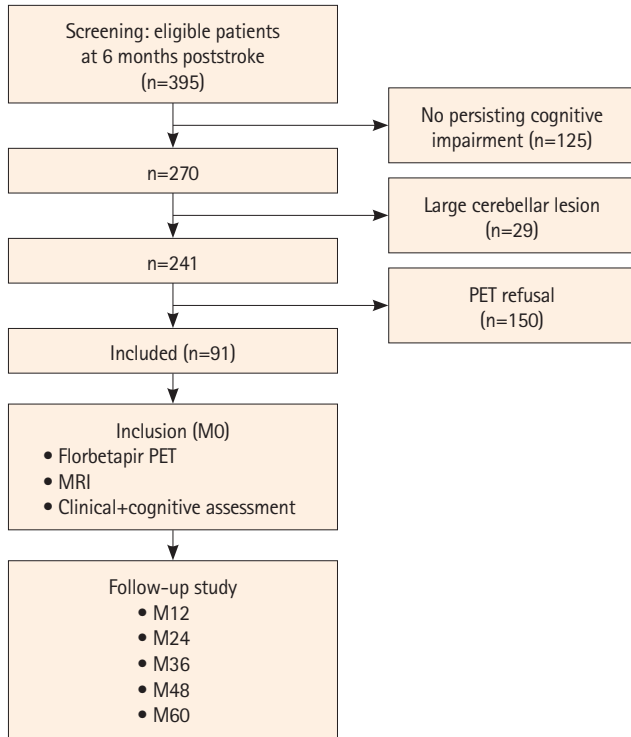 Screening: eligible patients
at 6 months poststroke
(n=395)
No persisting cognitive
impairment (n=125)
n=270
Large cerebellar lesion
(n=29)
n=241
PET refusal
(n=150)
Included (n=91)
Inclusion (M0)
• Florbetapir PET
• MRI
• Clinical+cognitive assessment
Follow-up study
• M12
• M24
• M36
• M48
• M60